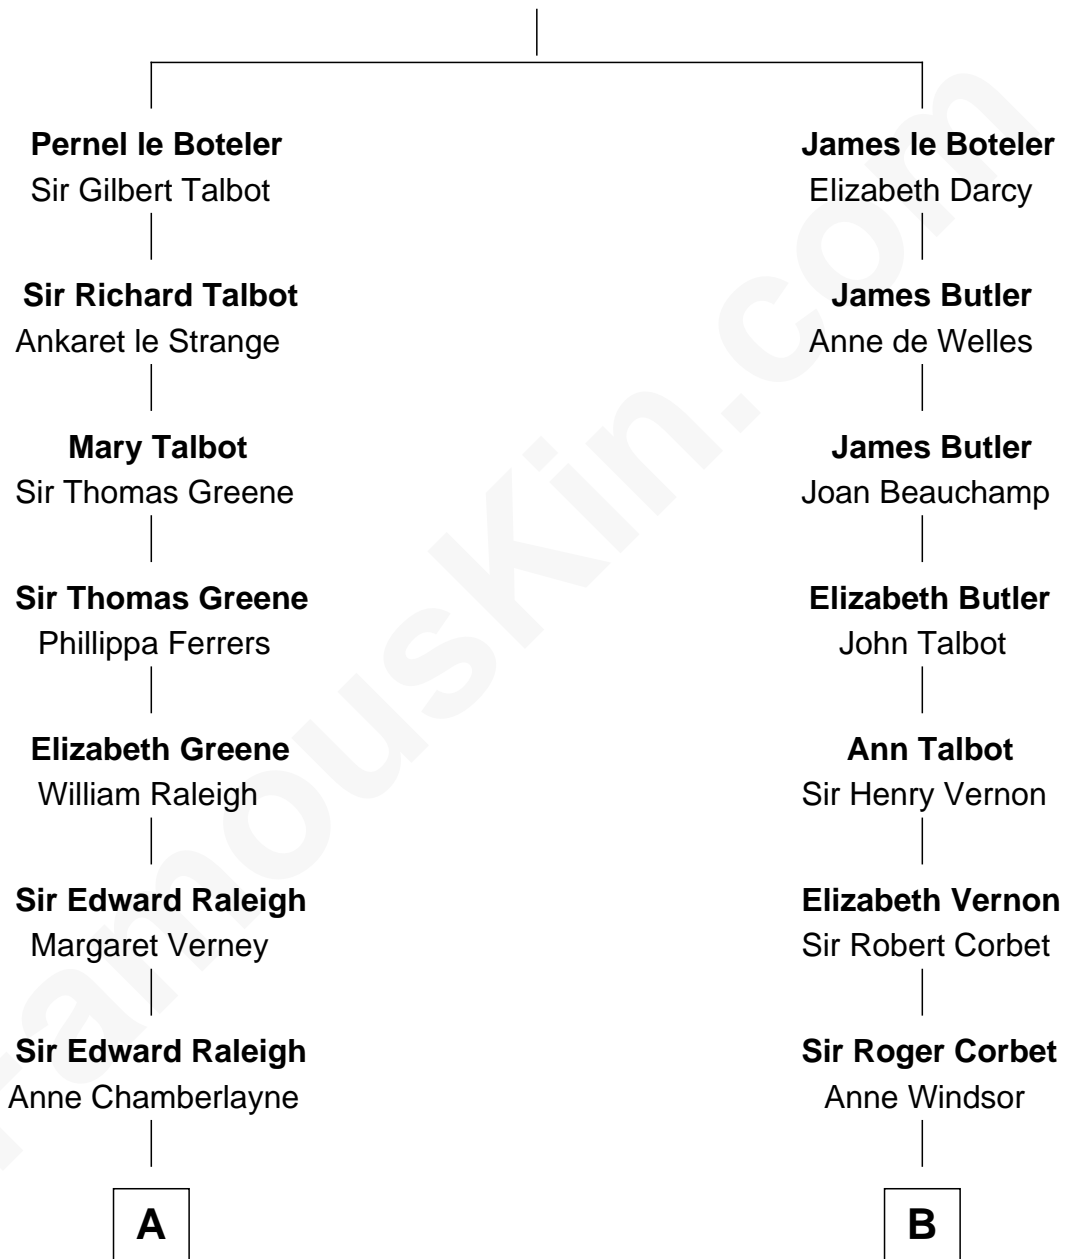 Pernel le Boteler
Sir Gilbert Talbot
Sir Richard Talbot
Ankaret le Strange
Mary Talbot
Sir Thomas Greene
Sir Thomas Greene
Phillippa Ferrers
Elizabeth Greene
William Raleigh
Sir Edward Raleigh
Margaret Verney
Sir Edward Raleigh
Anne Chamberlayne
A
James le Boteler
Elizabeth Darcy
James Butler
Anne de Welles
James Butler
Joan Beauchamp
Elizabeth Butler
John Talbot
Ann Talbot
Sir Henry Vernon
Elizabeth Vernon
Sir Robert Corbet
Sir Roger Corbet
Anne Windsor
B
FamousKin.com